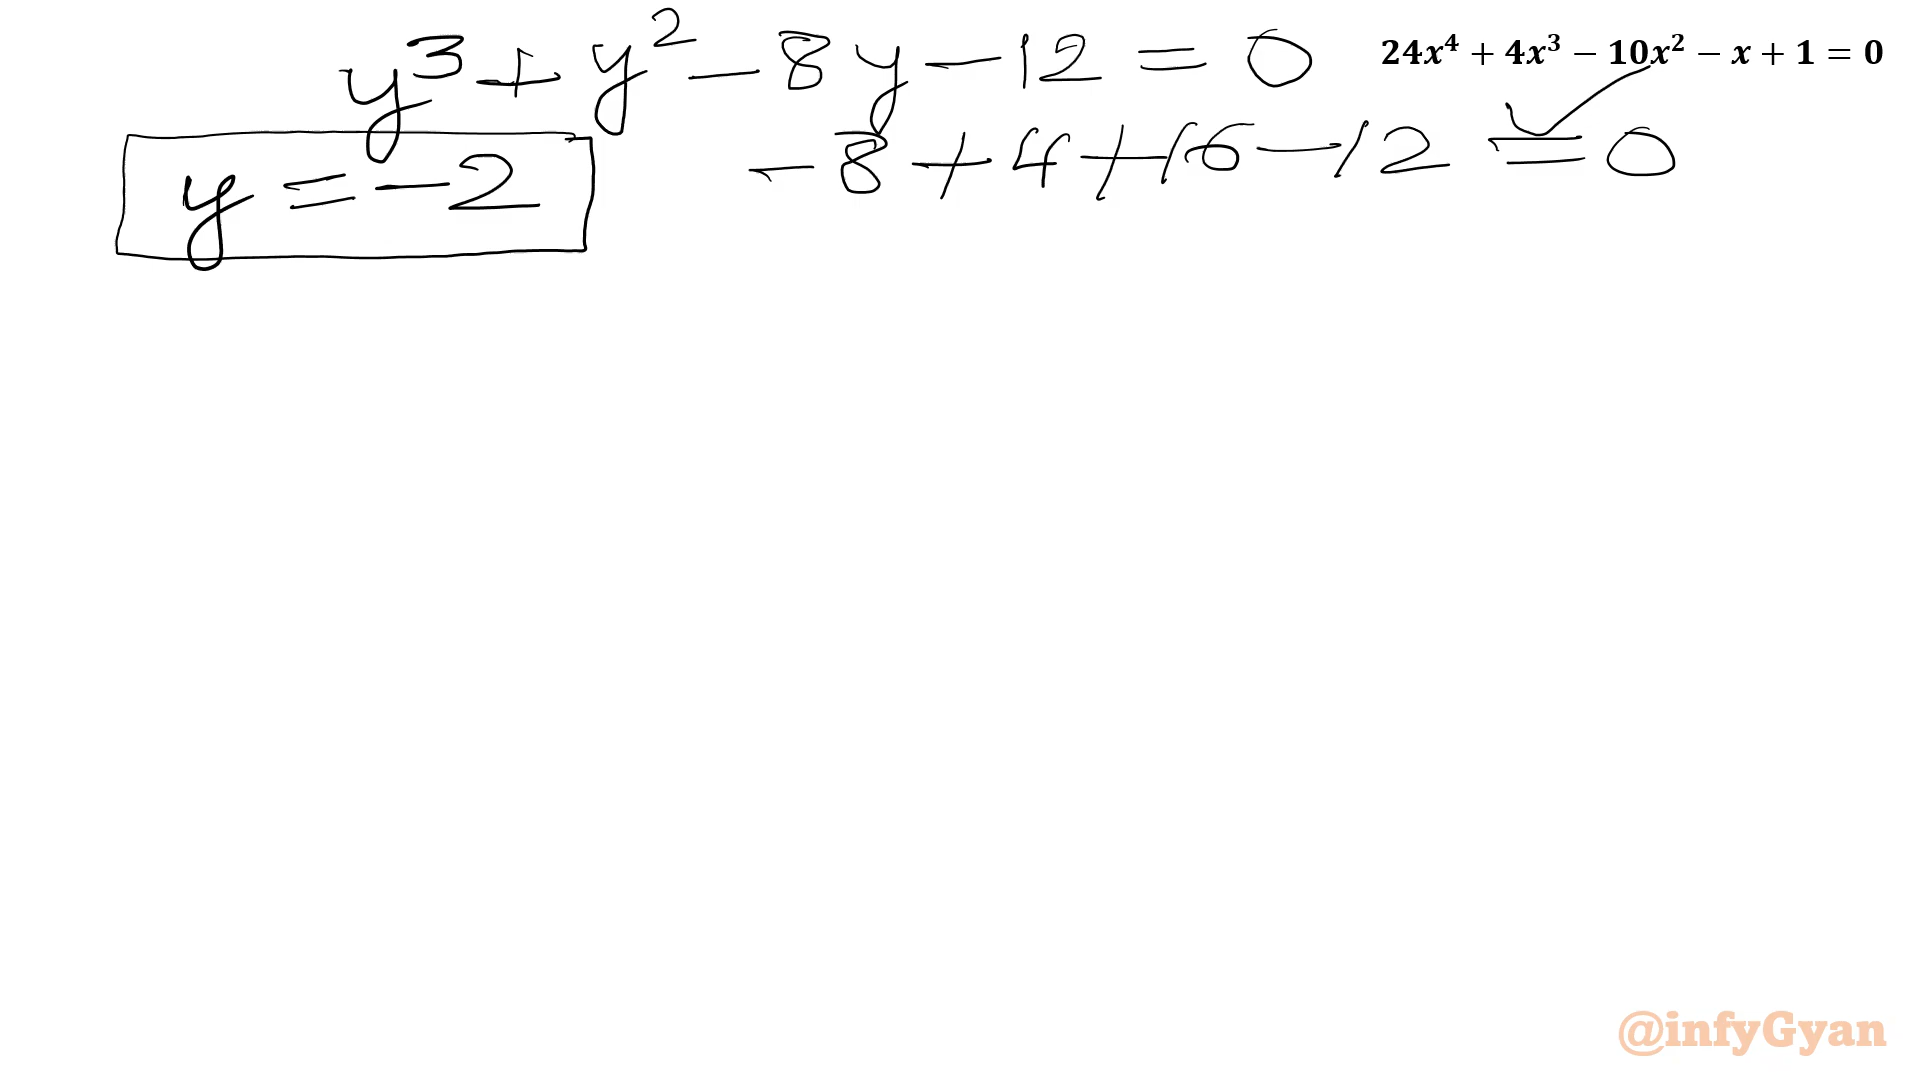 y³ + y² − 8y − 12 = 0
24x⁴ + 4x³ − 10x² − x + 1 = 0
y = −2
−8 + 4 + 16 − 12 = 0
@infyGyan